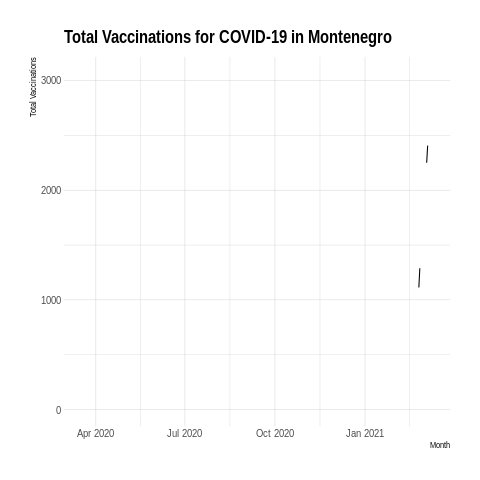 Total Vaccinations for COVID-19 in Montenegro
Total Vaccinations
3000
2000
1000
0
Apr 2020
Jul 2020
Oct 2020
Jan 2021
Month